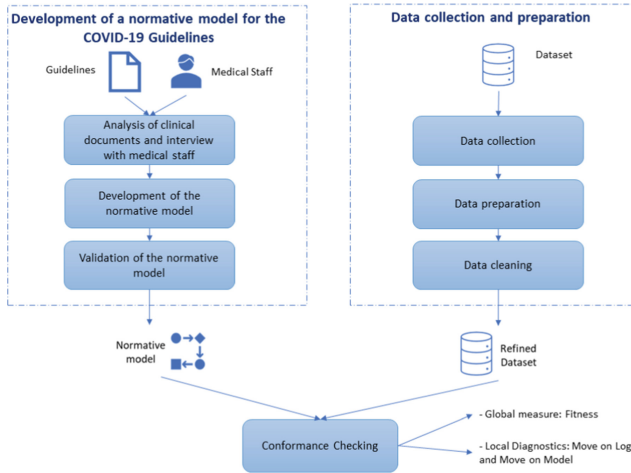 Development of a normative model for the
COVID-19 Guidelines
Guidelines
Medical Staff
Analysis of clinical
documents and interview
with medical staff
Development of the
normative model
Validation of the normative
model
Normative
model
Data collection and preparation
Dataset
Data collection
Data preparation
Data cleaning
Refined
Dataset
Conformance Checking
- Global measure: Fitness
- Local Diagnostics: Move on Log
and Move on Model